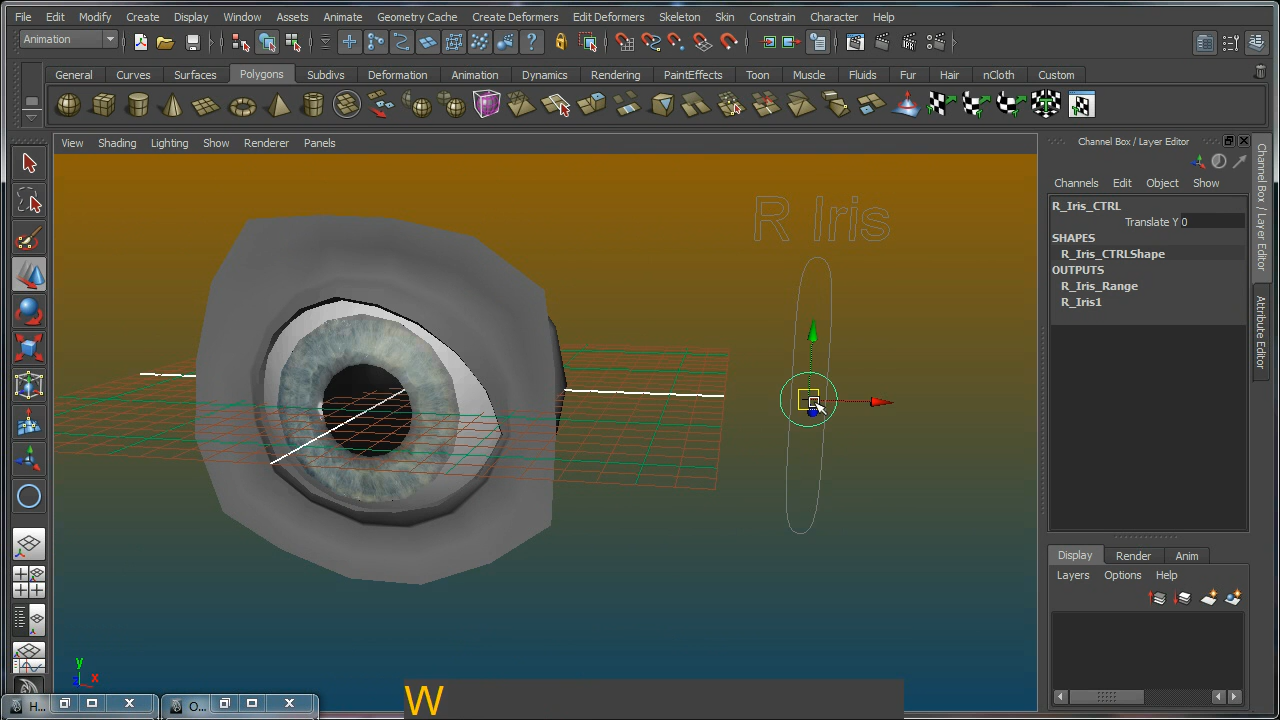 File Edit Modify Create Display Window Assets Animate Geometry Cache Create Deformers Edit Deformers Skeleton Skin Constrain Character Help
Animation
General Curves Surfaces Polygons Subdivs Deformation Animation Dynamics Rendering PaintEffects Toon Muscle Fluids Fur Hair nCloth Custom
View Shading Lighting Show Renderer Panels
Channel Box / Layer Editor
Channels Edit Object Show
R_Iris_CTRL
Translate Y 0
SHAPES
R_Iris_CTRLShape
OUTPUTS
R_Iris_Range
R_Iris1
Channel Box / Layer Editor
Attribute Editor
R Iris
Display Render Anim
Layers Options Help
y
z x
H...
O...
W